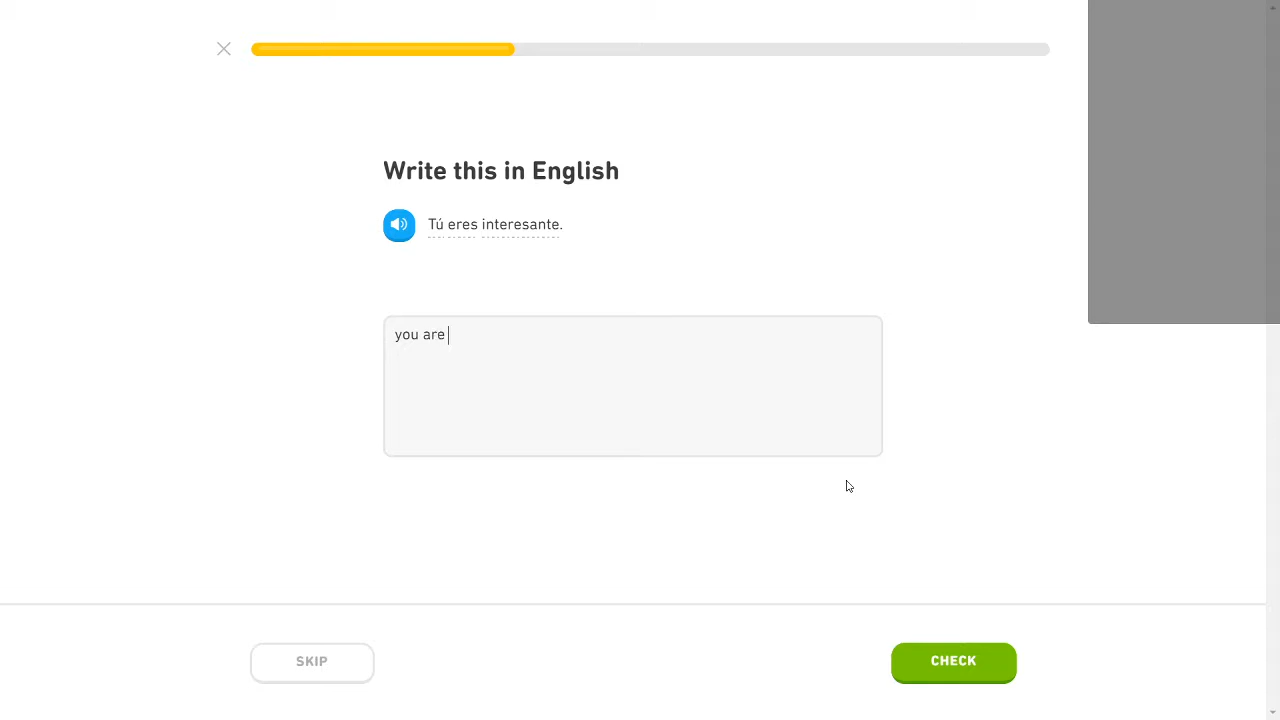 Write this in English
Tú eres interesante.
you are
SKIP
CHECK